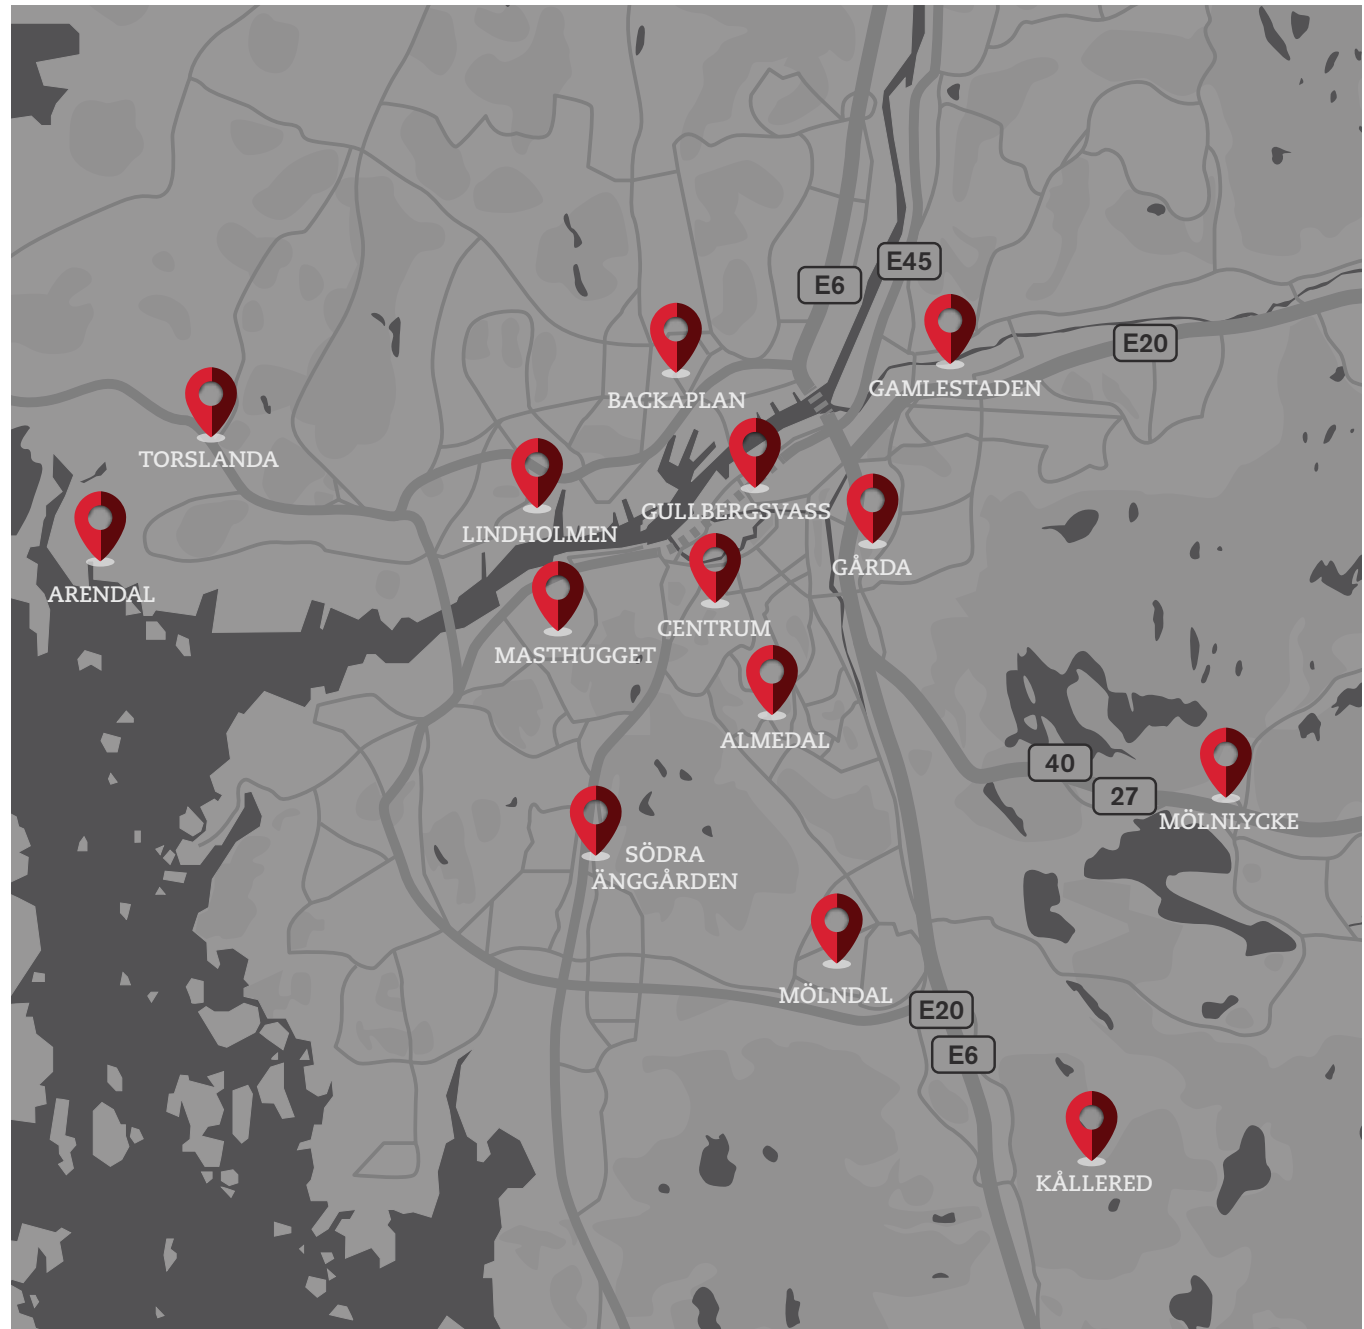 E45
E6
E20
GAMLESTADEN
BACKAPLAN
TORSLANDA
GULLBERGSVASS
LINDHOLMEN
GÅRDA
ARENDAL
CENTRUM
MASTHUGGET
ALMEDAL
40
27
MÖLNLYCKE
SÖDRA
ÄNGGÅRDEN
MÖLNDAL
E20
E6
KÅLLERED